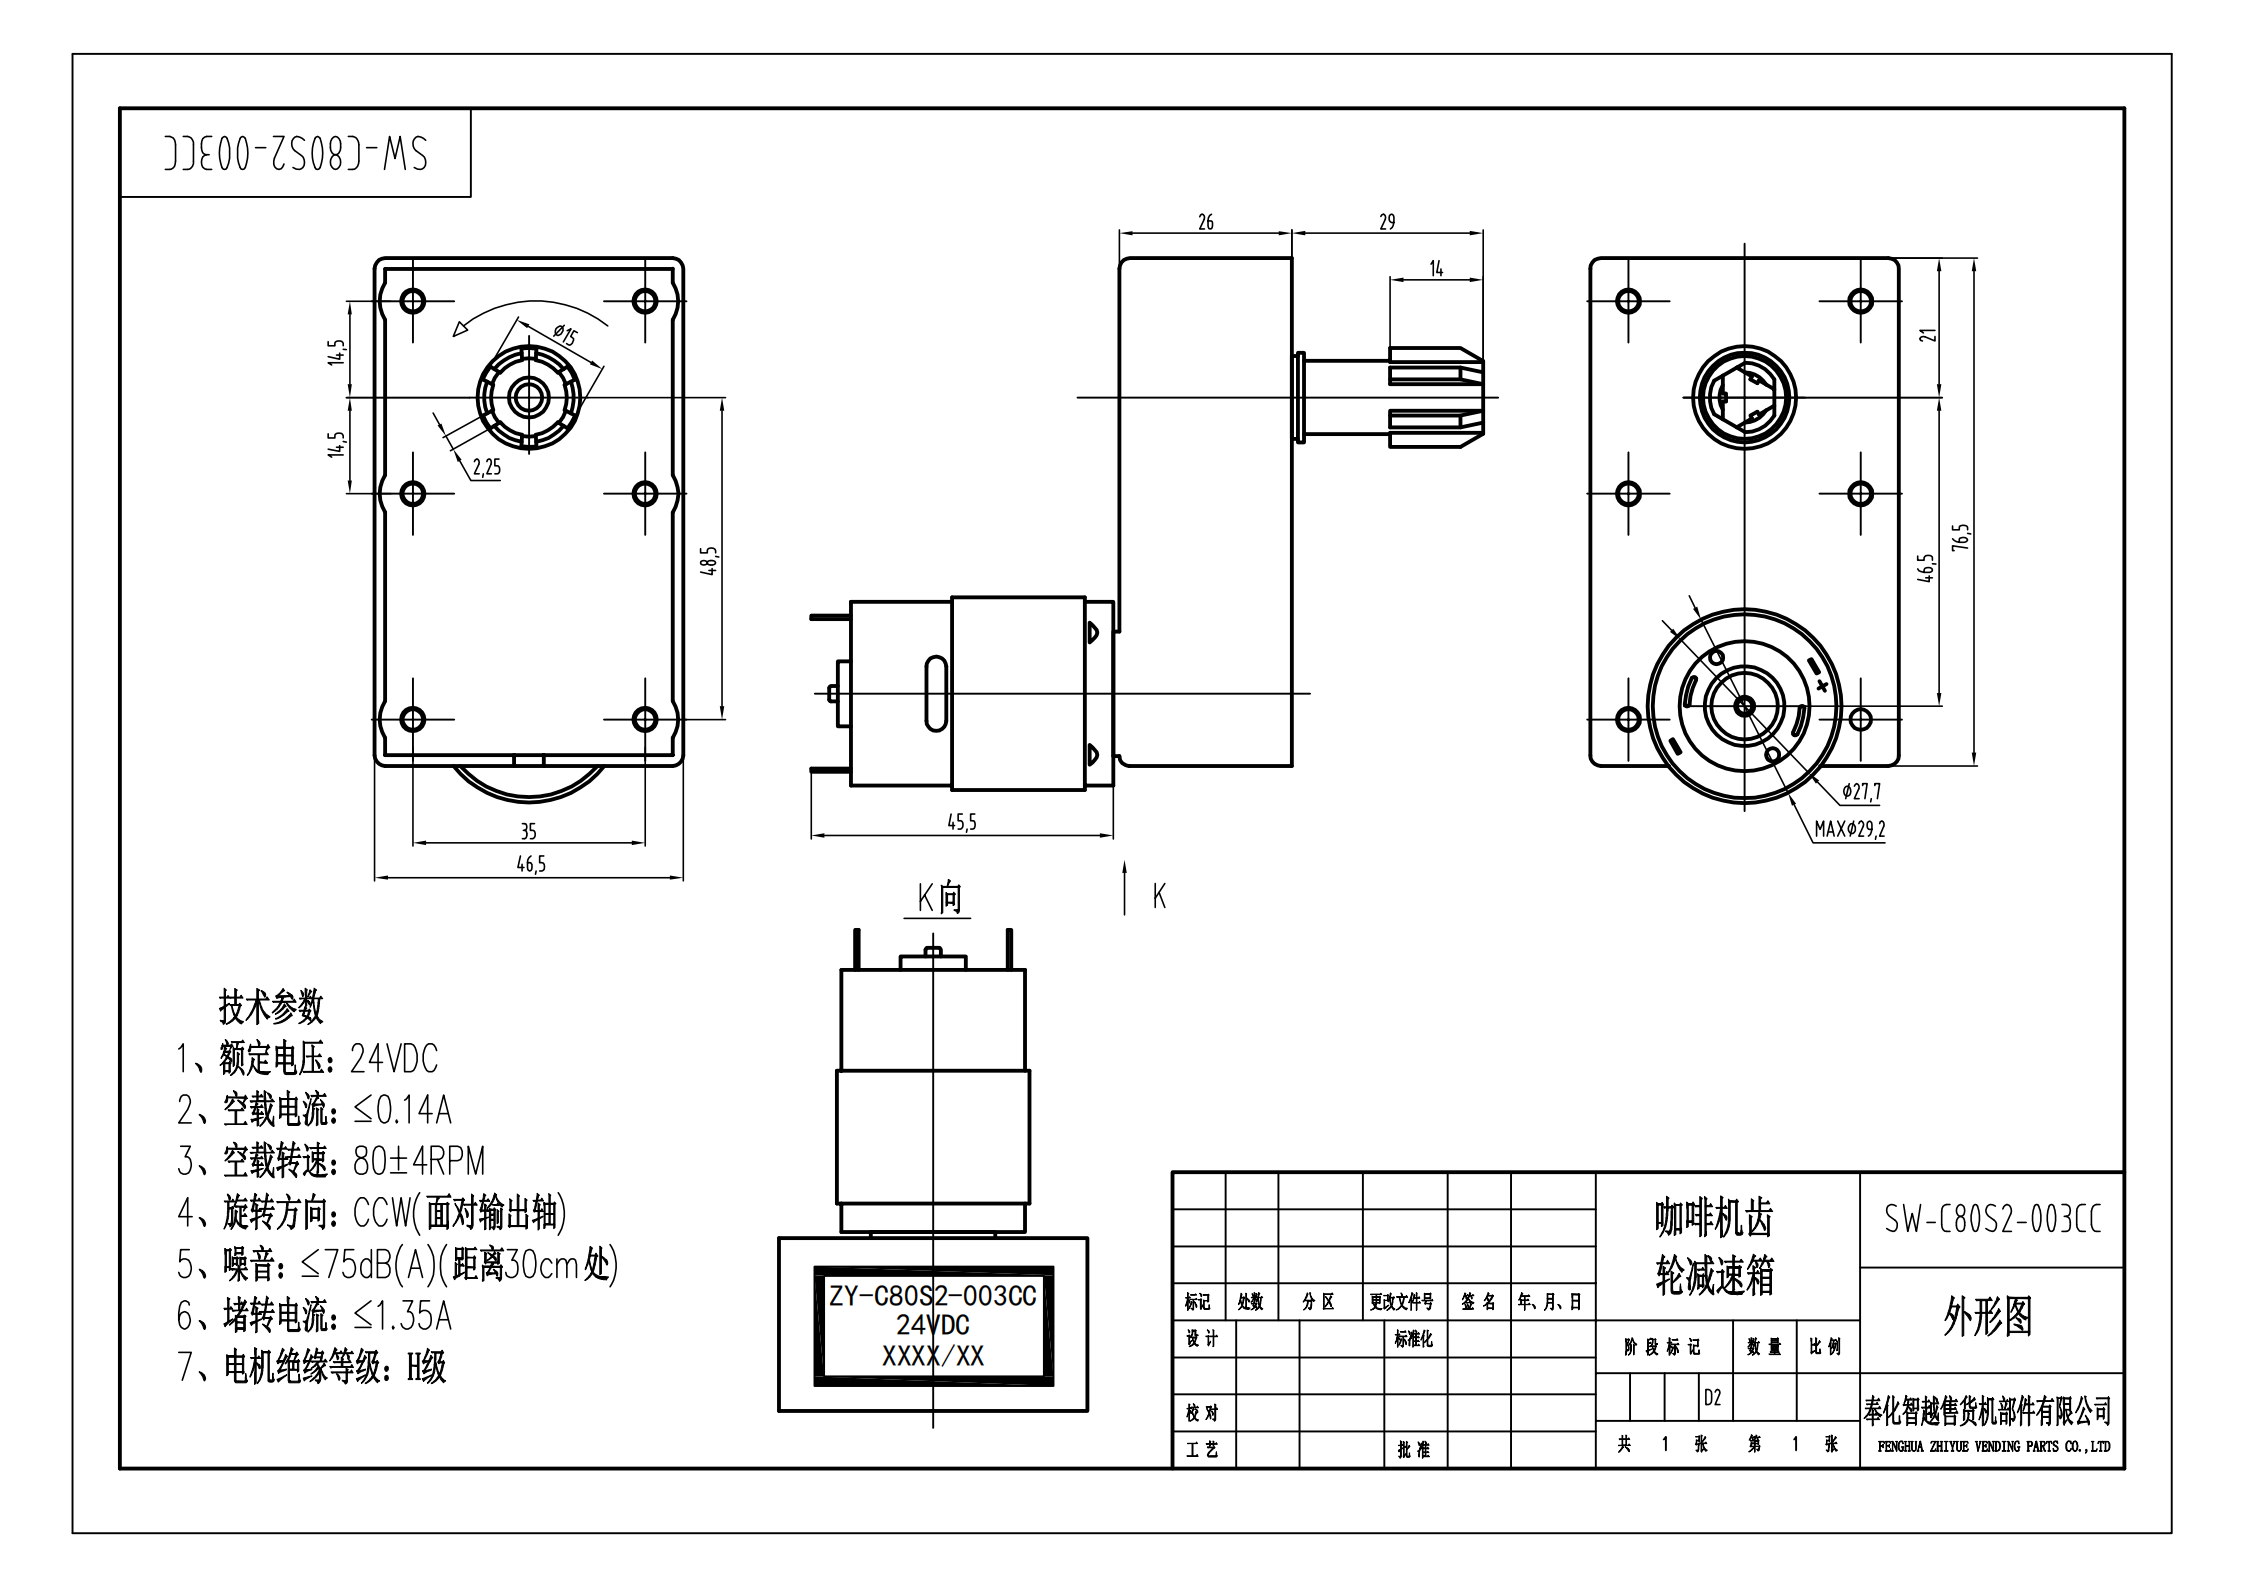 SW-C80S2-003CC
26
29
14
14,5
14,5
ϕ15
2,25
48,5
35
46,5
45,5
21
46,5
76,5
ϕ27,7
MAXϕ29,2
K
K向
ZY-C80S2-003CC
24VDC
XXXX/XX
技术参数
1、额定电压：24VDC
2、空载电流：≤0.14A
3、空载转速：80±4RPM
4、旋转方向：CCW(面对输出轴)
5、噪音：≤75dB(A)(距离30cm处)
6、堵转电流：≤1.35A
7、电机绝缘等级：H级
咖啡机齿
轮减速箱
SW-C80S2-003CC
外形图
标记 处数 分 区 更改文件号 签 名 年、月、日
设 计 标准化
阶 段 标 记 数 量 比 例
D2
校 对
工 艺 批 准
共 1 张 第 1 张
奉化智越售货机部件有限公司
FENGHUA ZHIYUE VENDING PARTS CO.,LTD